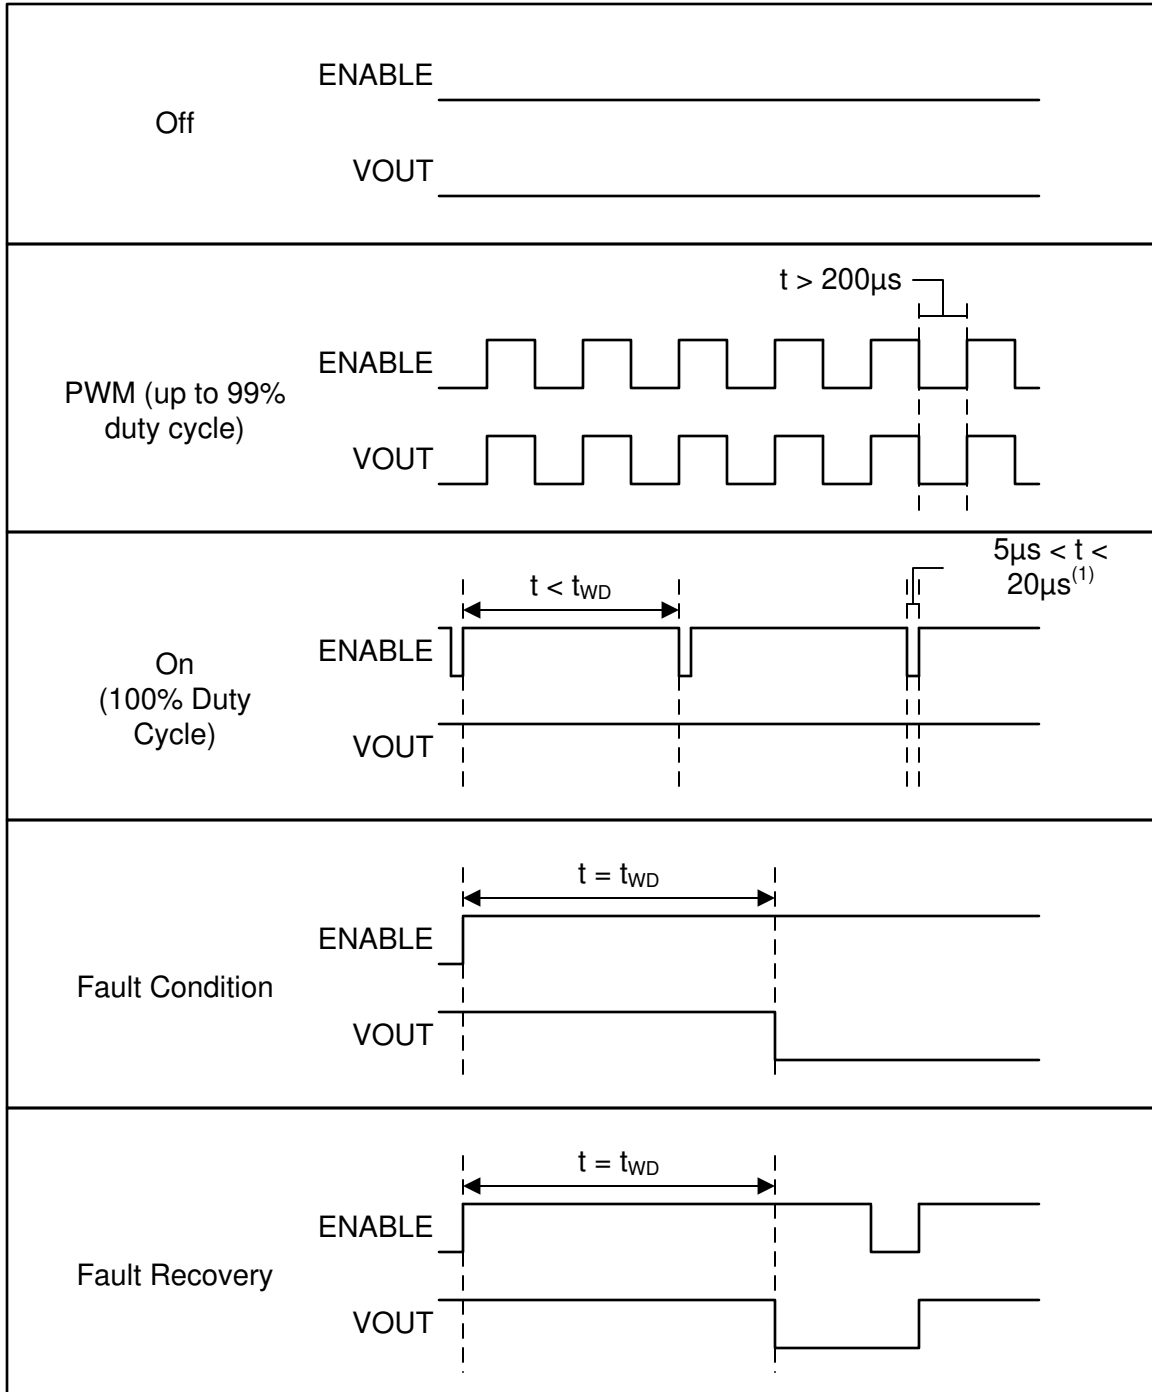 ENABLE
Off
VOUT
t > 200µs
ENABLE
PWM (up to 99%
duty cycle)
VOUT
5µs < t <
20µs(1)
t < tWD
ENABLE
On
(100% Duty
Cycle)
VOUT
t = tWD
ENABLE
Fault Condition
VOUT
t = tWD
ENABLE
Fault Recovery
VOUT